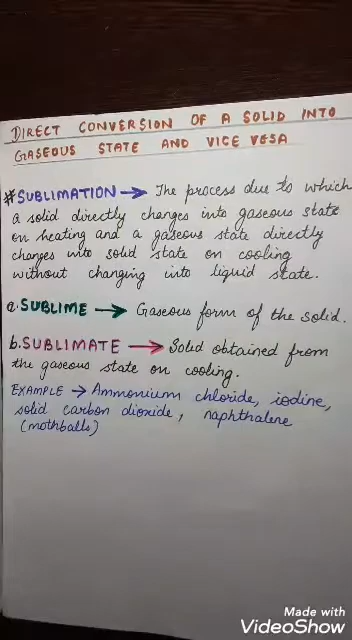 DIRECT CONVERSION OF A SOLID INTO
GASEOUS STATE AND VICE VESA
*SUBLIMATION → The process due to which
a solid directly changes into gaseous state
on heating and a gaseous state directly
changes into solid state on cooling
without changing into liquid state.
a. SUBLIME → Gaseous form of the solid.
b. SUBLIMATE → Solid obtained from
the gaseous state on cooling.
EXAMPLE → Ammonium chloride, iodine,
solid carbon dioxide, naphthalene
(mothballs)
Made with
VideoShow